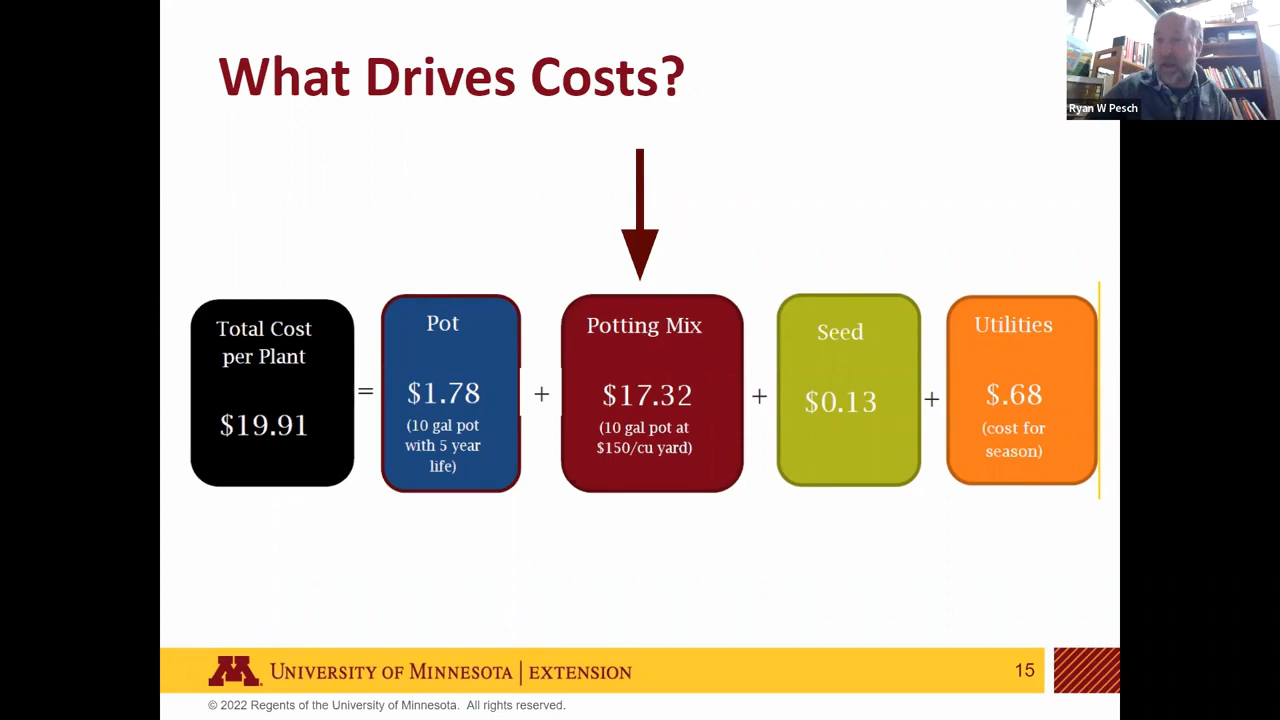 What Drives Costs?
Ryan W Pesch
Total Cost
per Plant
$19.91
=
Pot
$1.78
(10 gal pot
with 5 year
life)
+
Potting Mix
$17.32
(10 gal pot at
$150/cu yard)
+
Seed
$0.13
+
Utilities
$.68
(cost for
season)
M
UNIVERSITY OF MINNESOTA | EXTENSION
15
© 2022 Regents of the University of Minnesota. All rights reserved.